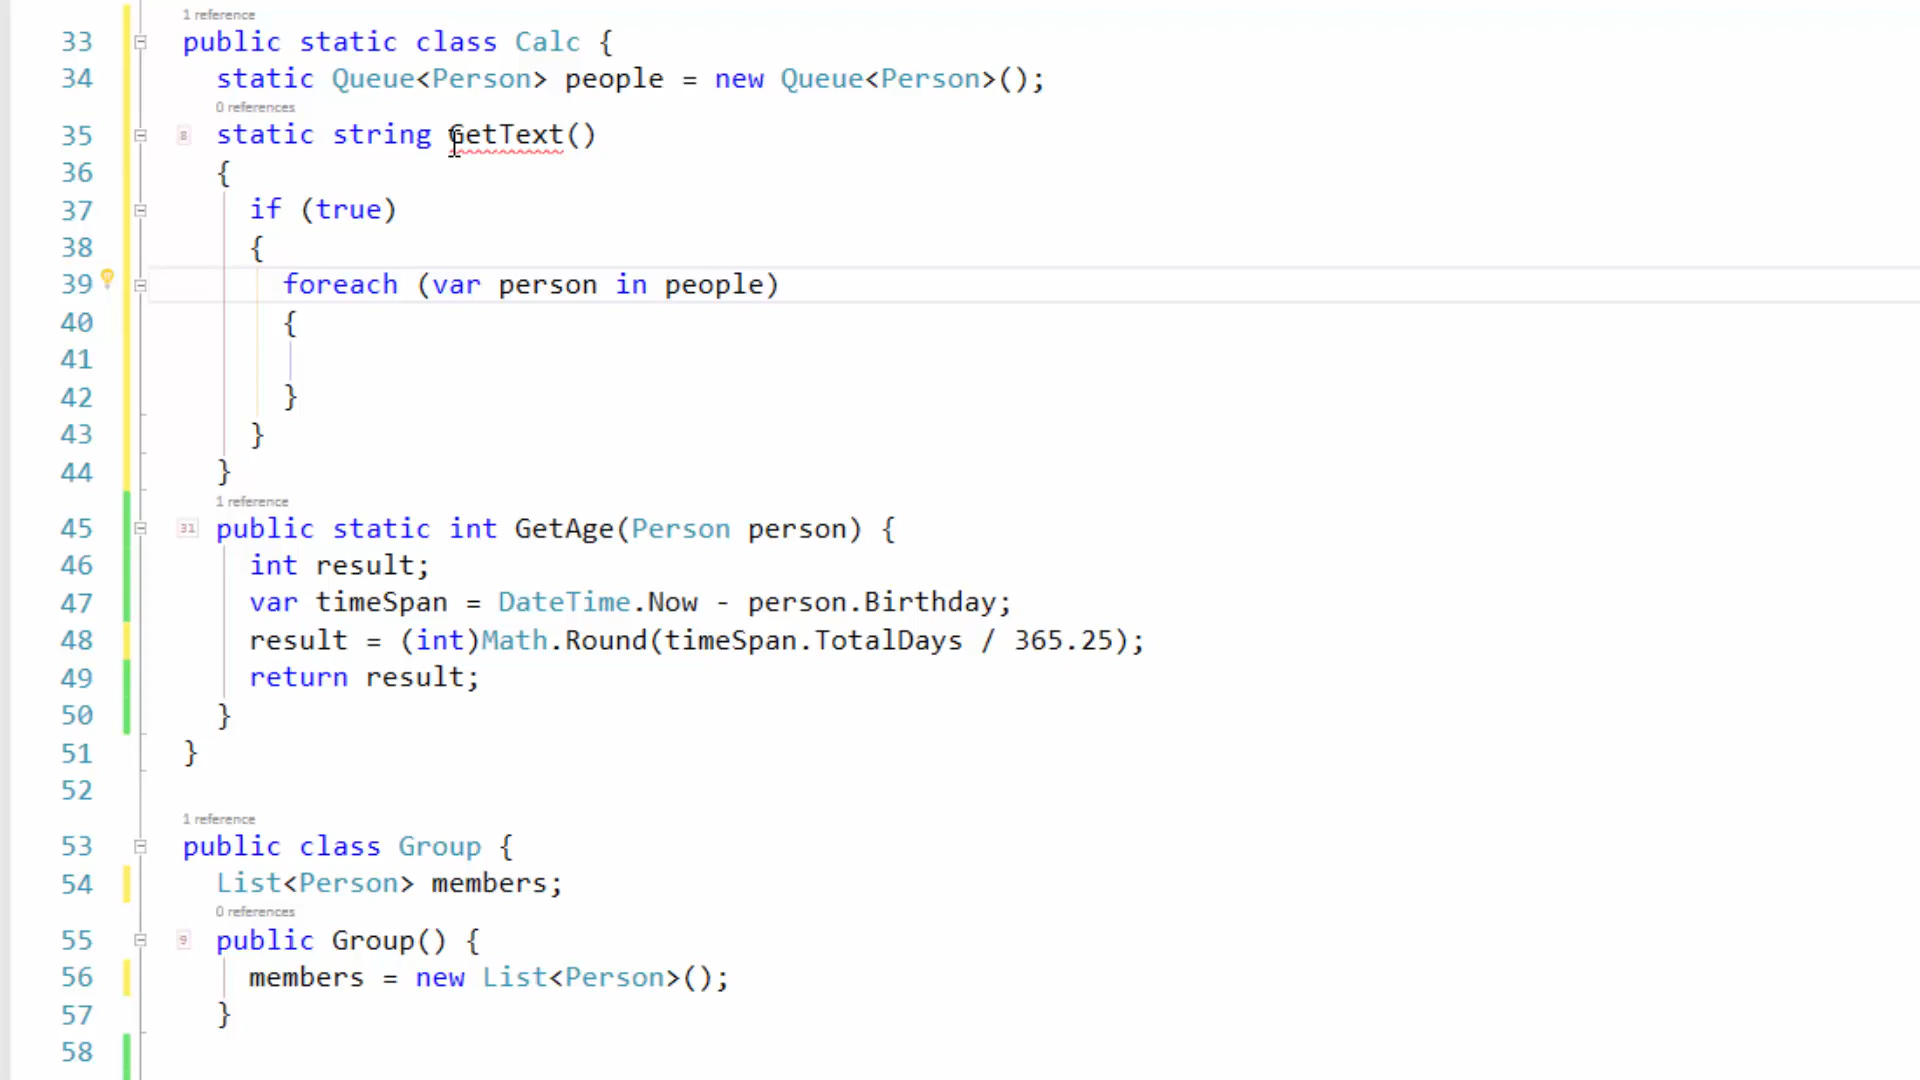 1 reference
33 public static class Calc {
34 static Queue<Person> people = new Queue<Person>();
0 references
35 8 static string GetText()
36 {
37 if (true)
38 {
39 foreach (var person in people)
40 {
41
42 }
43 }
44 }
1 reference
45 31 public static int GetAge(Person person) {
46 int result;
47 var timeSpan = DateTime.Now - person.Birthday;
48 result = (int)Math.Round(timeSpan.TotalDays / 365.25);
49 return result;
50 }
51 }
52
1 reference
53 public class Group {
54 List<Person> members;
0 references
55 9 public Group() {
56 members = new List<Person>();
57 }
58